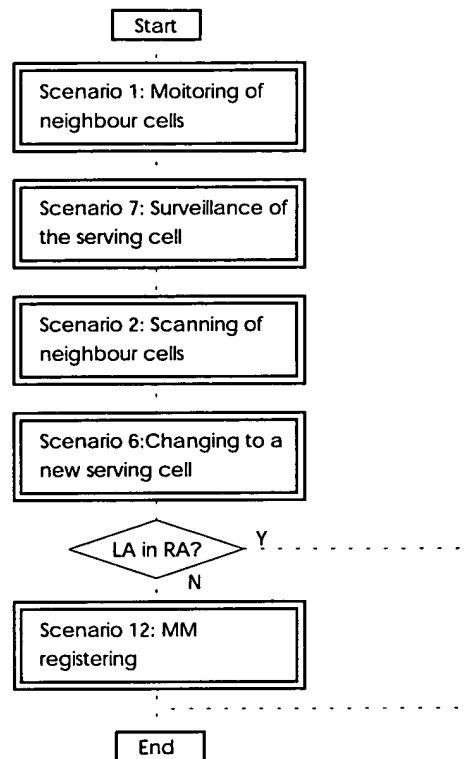 Start
Scenario 1: Moitoring of
neighbour cells
Scenario 7: Surveillance of
the serving cell
Scenario 2: Scanning of
neighbour cells
Scenario 6:Changing to a
new serving cell
LA in RA?
Y
N
Scenario 12: MM
registering
End